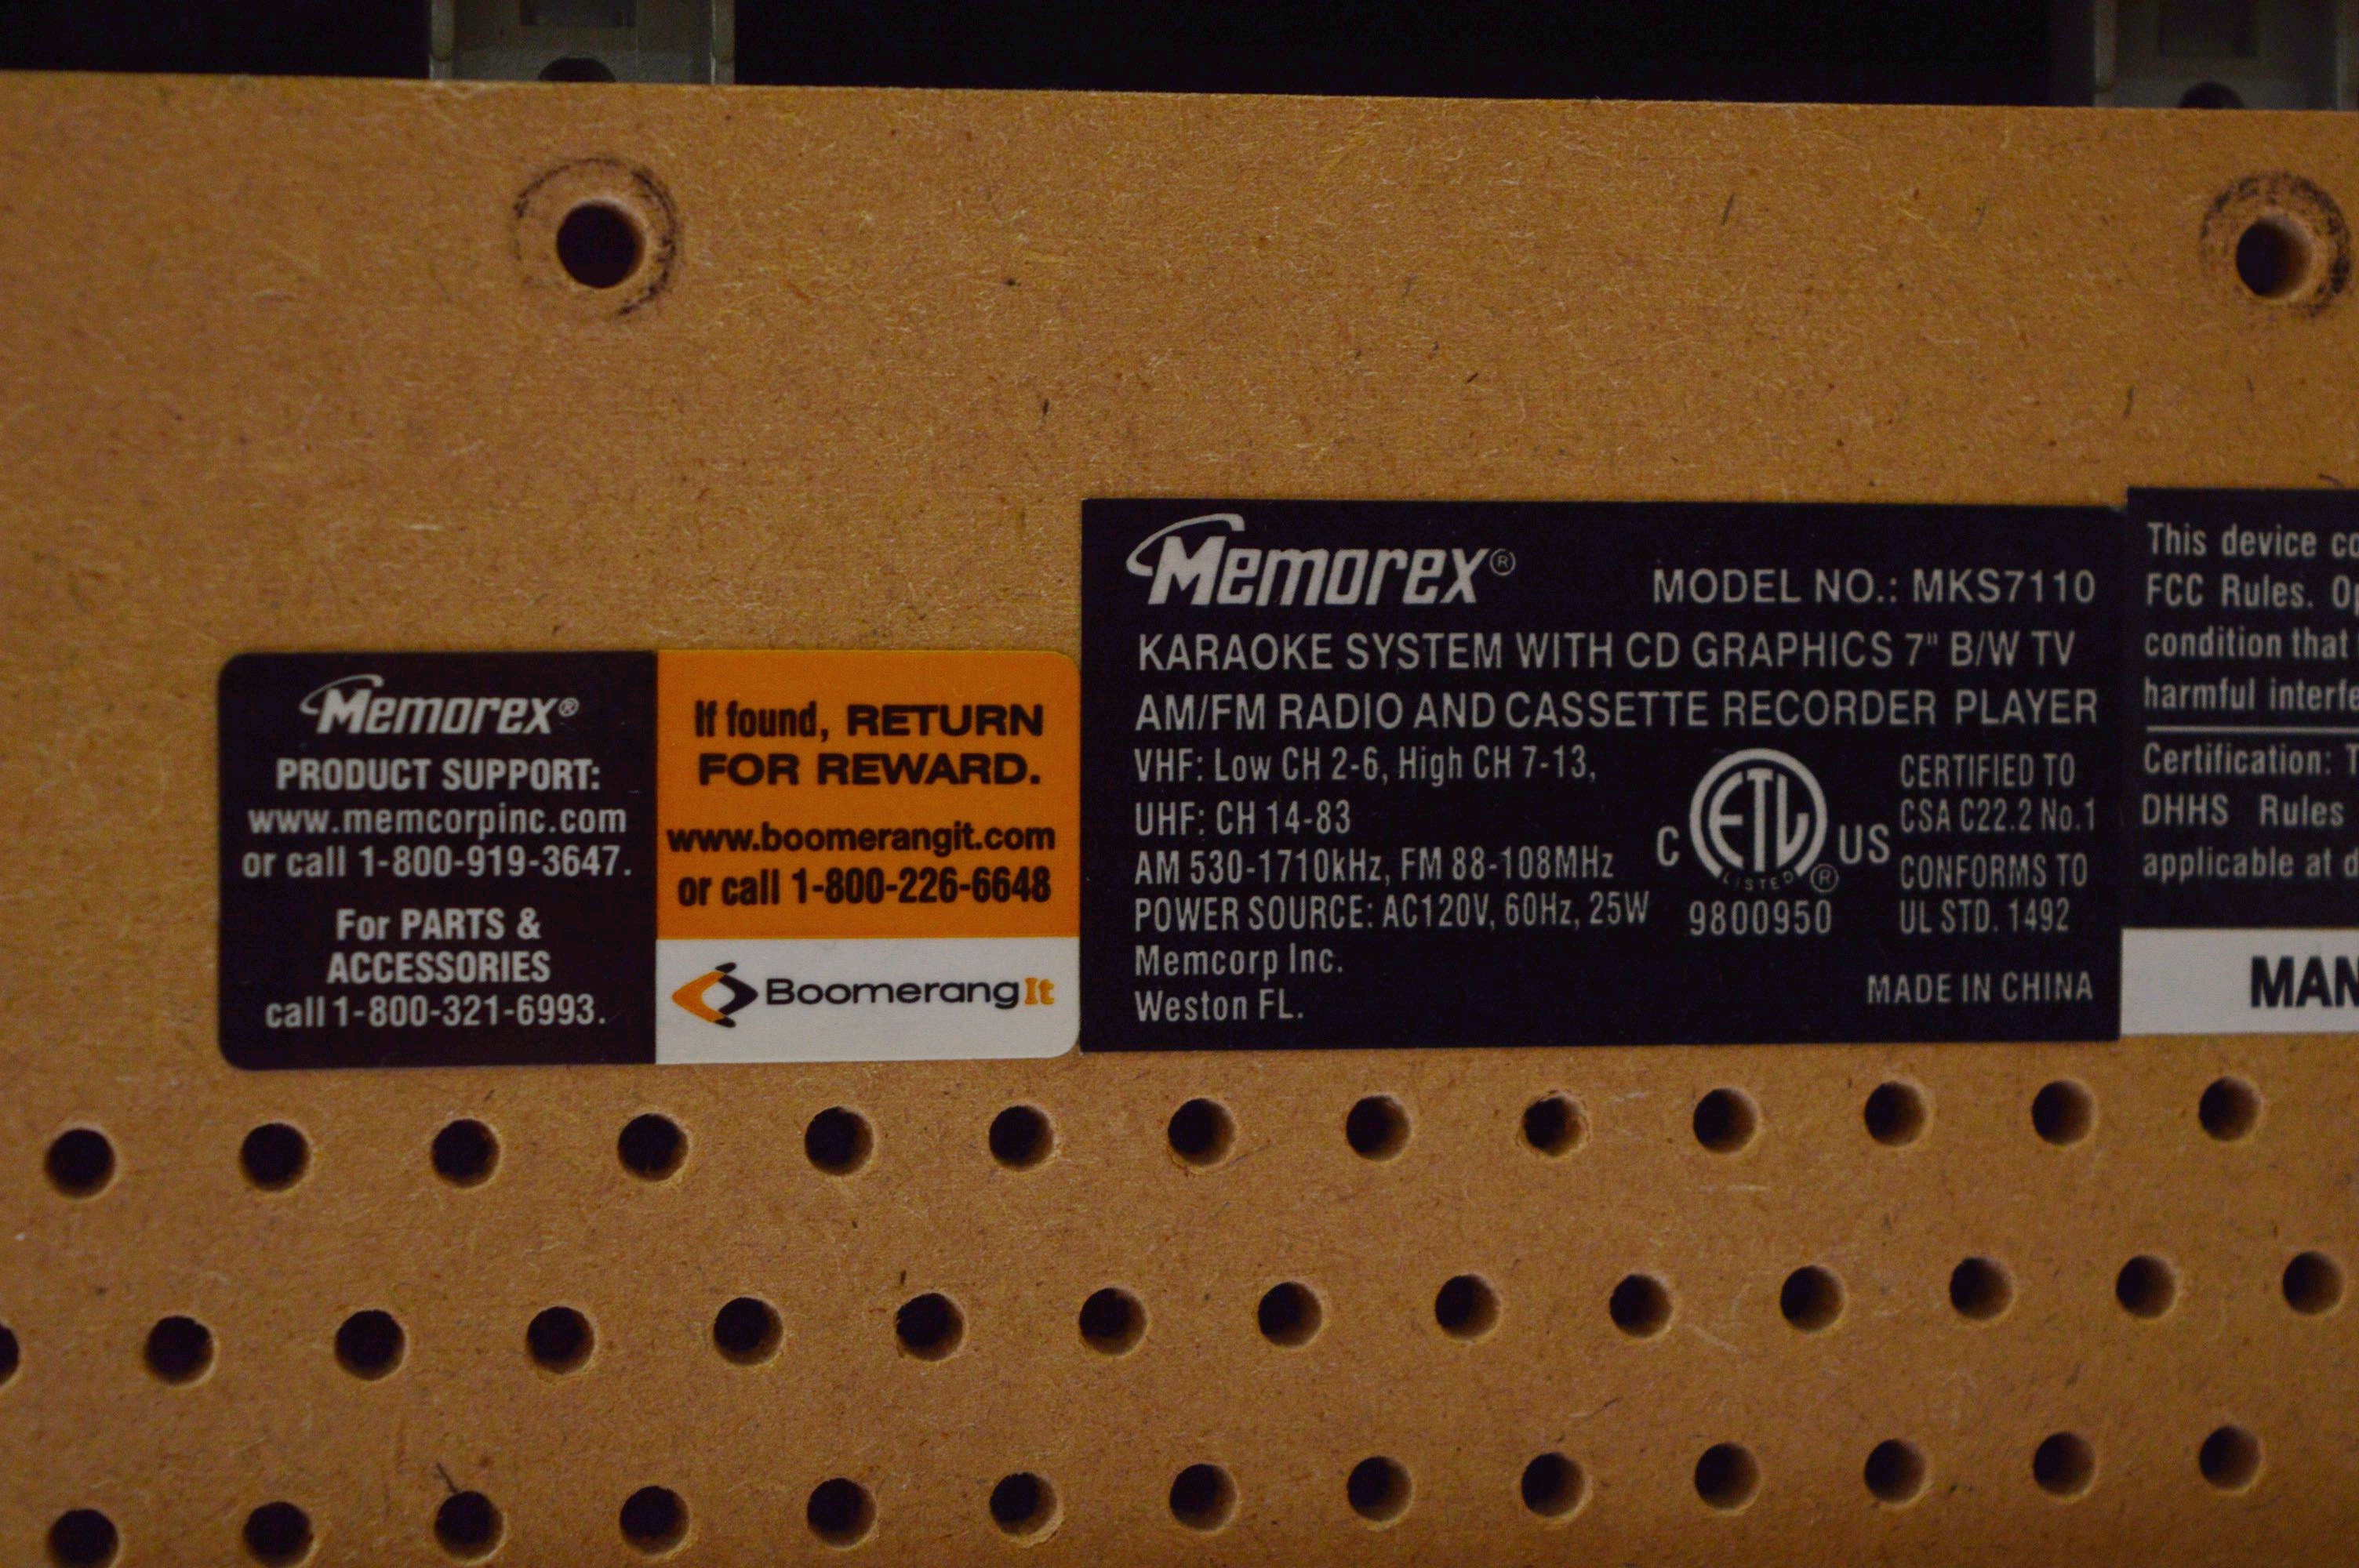 Memorex®
PRODUCT SUPPORT:
www.memcorpinc.com
or call 1-800-919-3647.
For PARTS &
ACCESSORIES
call 1-800-321-6993.
If found, RETURN
FOR REWARD.
www.boomerangit.com
or call 1-800-226-6648
BoomerangIt
Memorex®
MODEL NO.: MKS7110
KARAOKE SYSTEM WITH CD GRAPHICS 7" B/W TV
AM/FM RADIO AND CASSETTE RECORDER PLAYER
VHF: Low CH 2-6, High CH 7-13,
UHF: CH 14-83
AM 530-1710kHz, FM 88-108MHz
POWER SOURCE: AC120V, 60Hz, 25W
Memcorp Inc.
Weston FL.
C ETL US
LISTED ®
9800950
CERTIFIED TO
CSA C22.2 No.1
CONFORMS TO
UL STD. 1492
MADE IN CHINA
This device
FCC Rules.
condition that
harmful
Certification:
DHHS Rules
applicable at